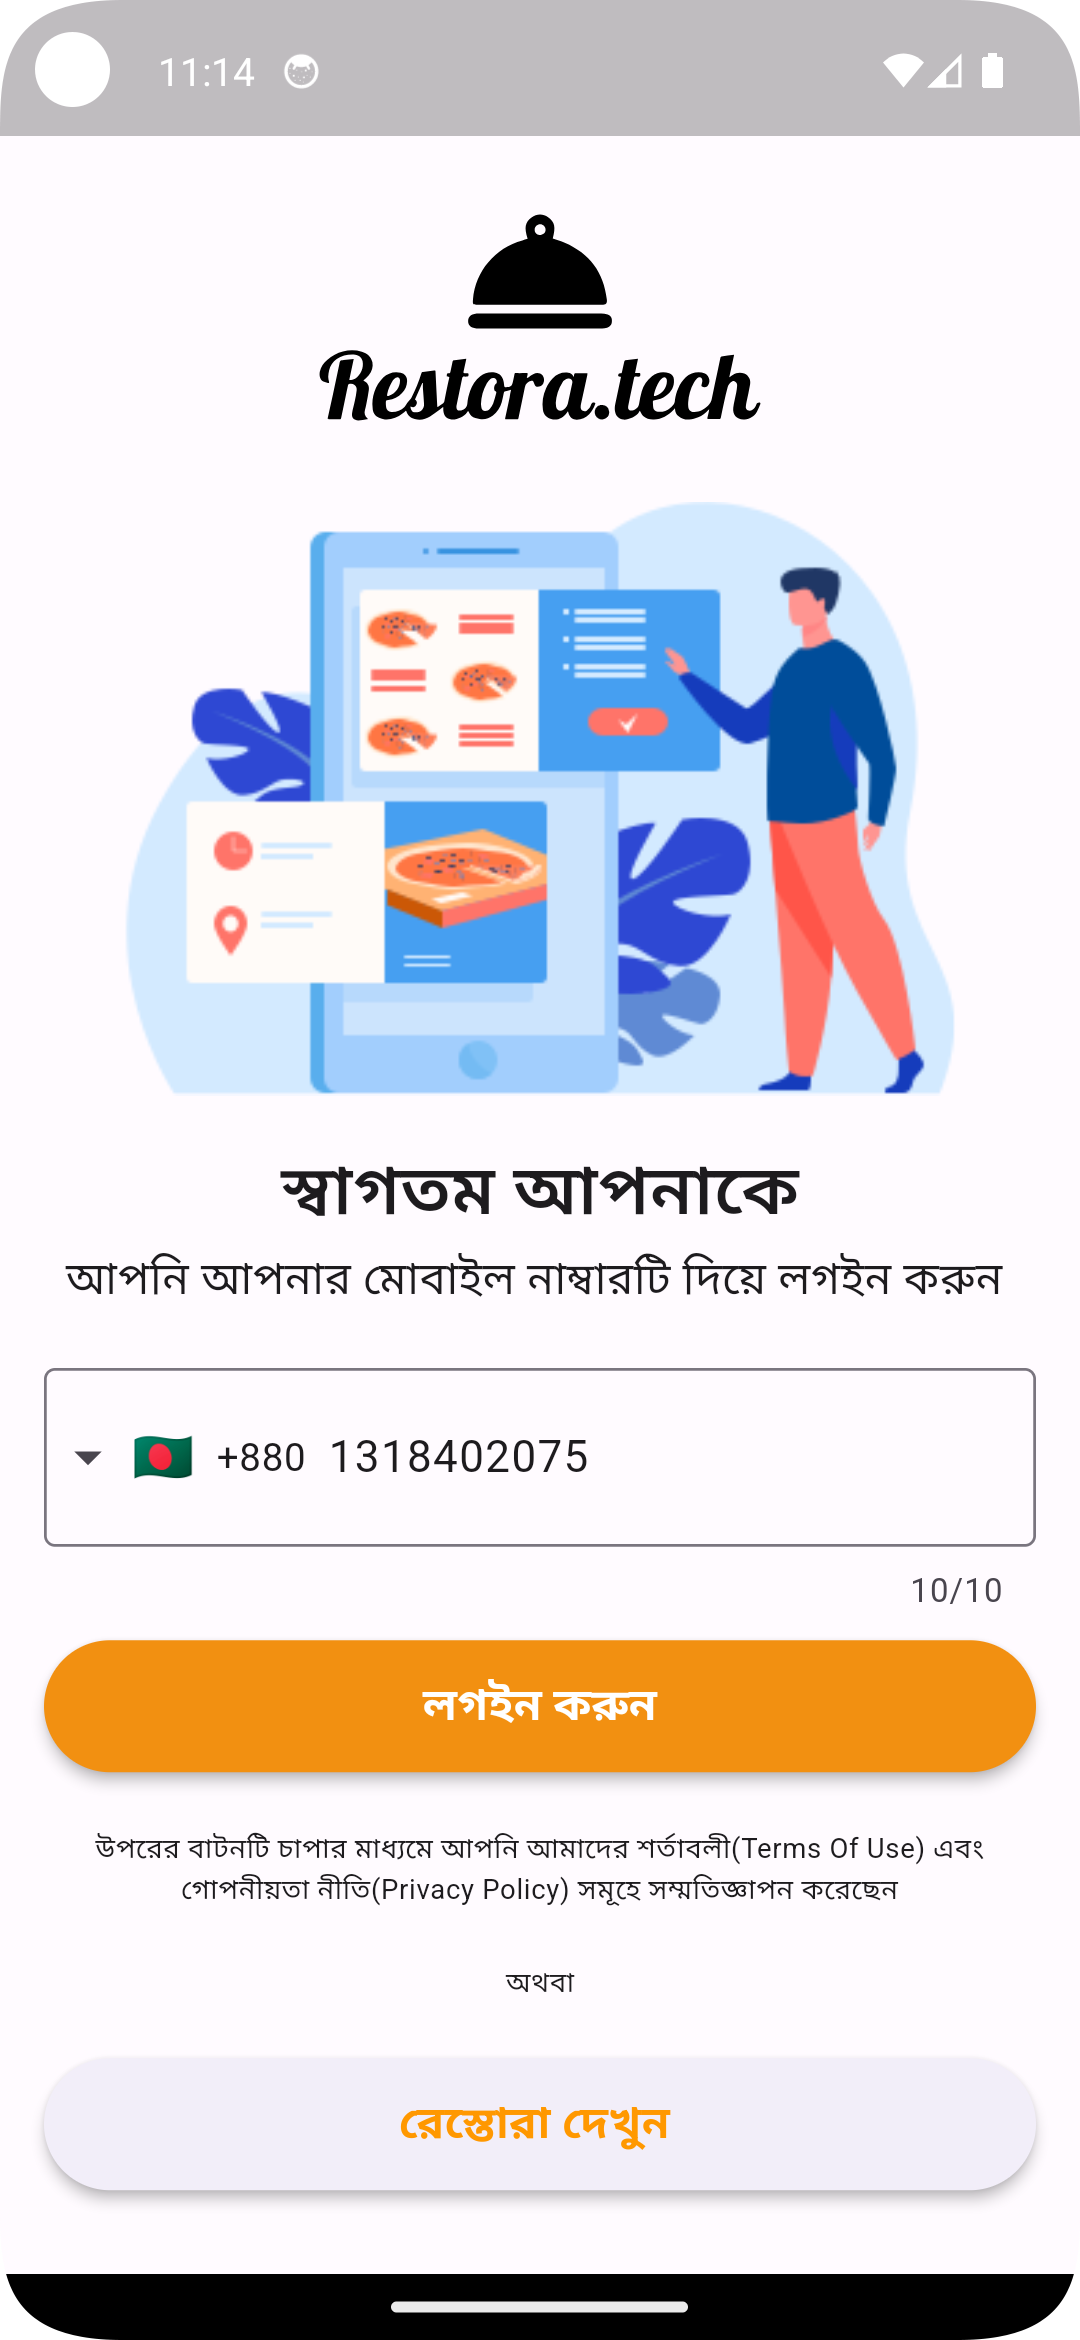 11:14
Restora.tech
স্বাগতম আপনাকে
আপনি আপনার মোবাইল নাম্বারটি দিয়ে লগইন করুন
+880 1318402075
10/10
লগইন করুন
উপরের বাটনটি চাপার মাধ্যমে আপনি আমাদের শর্তাবলী(Terms Of Use) এবং
গোপনীয়তা নীতি(Privacy Policy) সমূহে সম্মতিজ্ঞাপন করেছেন
অথবা
রেস্তোরা দেখুন